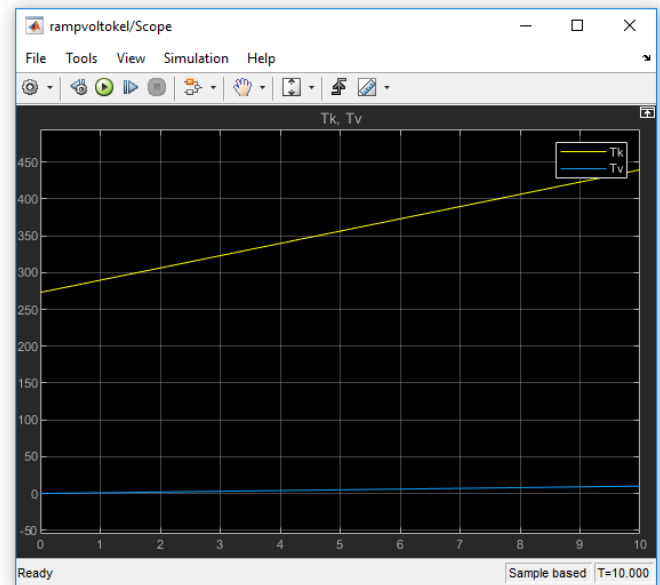 rampvoltokel/Scope
File Tools View Simulation Help
Tk, Tv
Tk
Tv
450
400
350
300
250
200
150
100
50
0
-50
0 1 2 3 4 5 6 7 8 9 10
Ready Sample based T=10.000